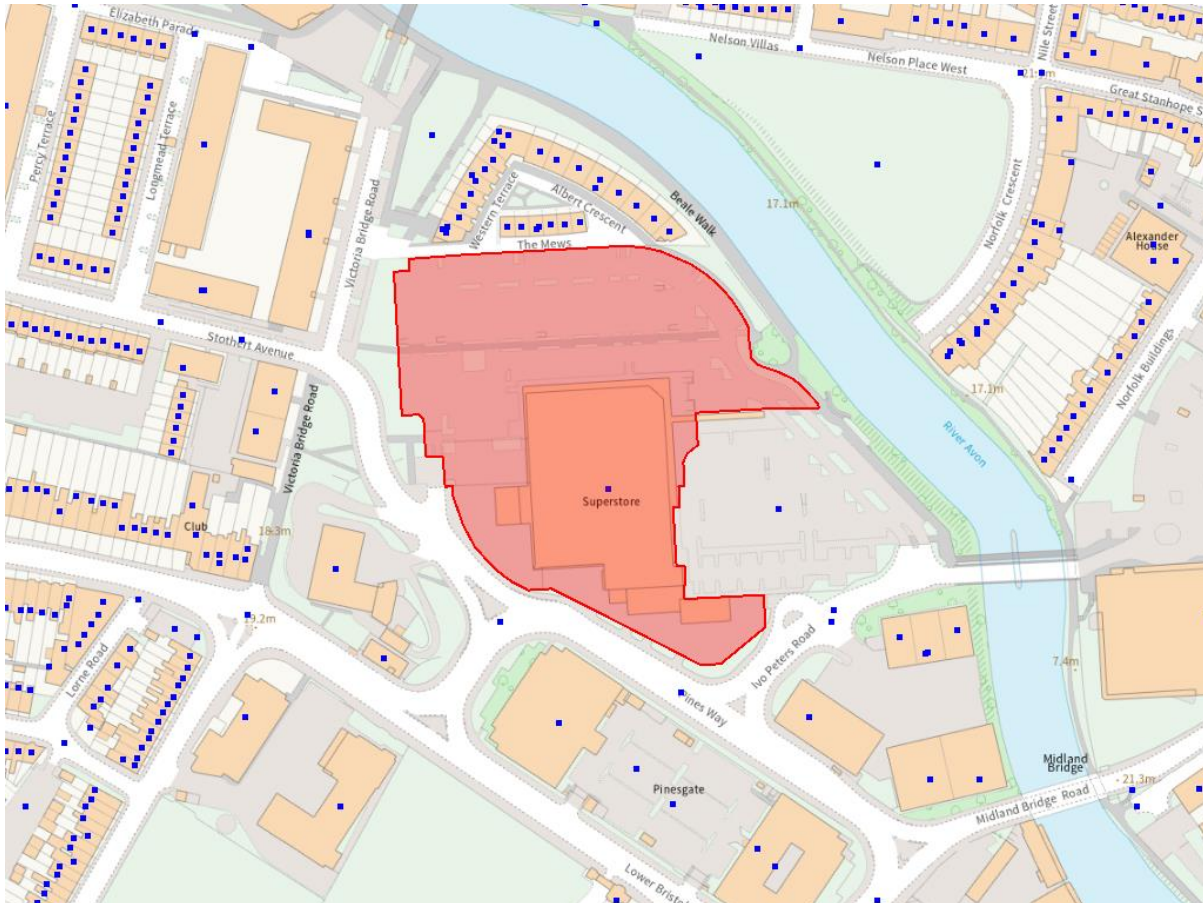 Elizabeth Parad
Nelson Villas
Nelson Place West
Nile Street
Great Stanhope S
Percy Terrace
Longmead Terrace
Victoria Bridge Road
Western Terrace
Albert Crescent
Beale Walk
The Mews
17.1m
Norfolk Crescent
Alexander
House
Stothert Avenue
Norfolk Buildings
17.1m
River Avon
Victoria Bridge Road
Superstore
Club
18.3m
19.2m
Lorne Road
Ivo Peters Road
7.4m
Pines Way
Pinesgate
Midland
Bridge
21.3m
Midland Bridge Road
Lower Bristol